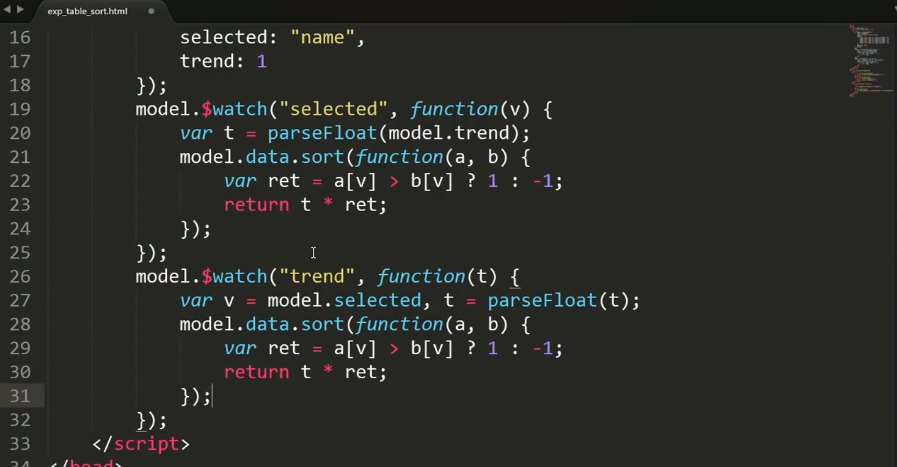 exp_table_sort.html
16 selected: "name",
17 trend: 1
18 });
19 model.$watch("selected", function(v) {
20 var t = parseFloat(model.trend);
21 model.data.sort(function(a, b) {
22 var ret = a[v] > b[v] ? 1 : -1;
23 return t * ret;
24 });
25 });
26 model.$watch("trend", function(t) {
27 var v = model.selected, t = parseFloat(t);
28 model.data.sort(function(a, b) {
29 var ret = a[v] > b[v] ? 1 : -1;
30 return t * ret;
31 });
32 });
33 </script>
34 </head>